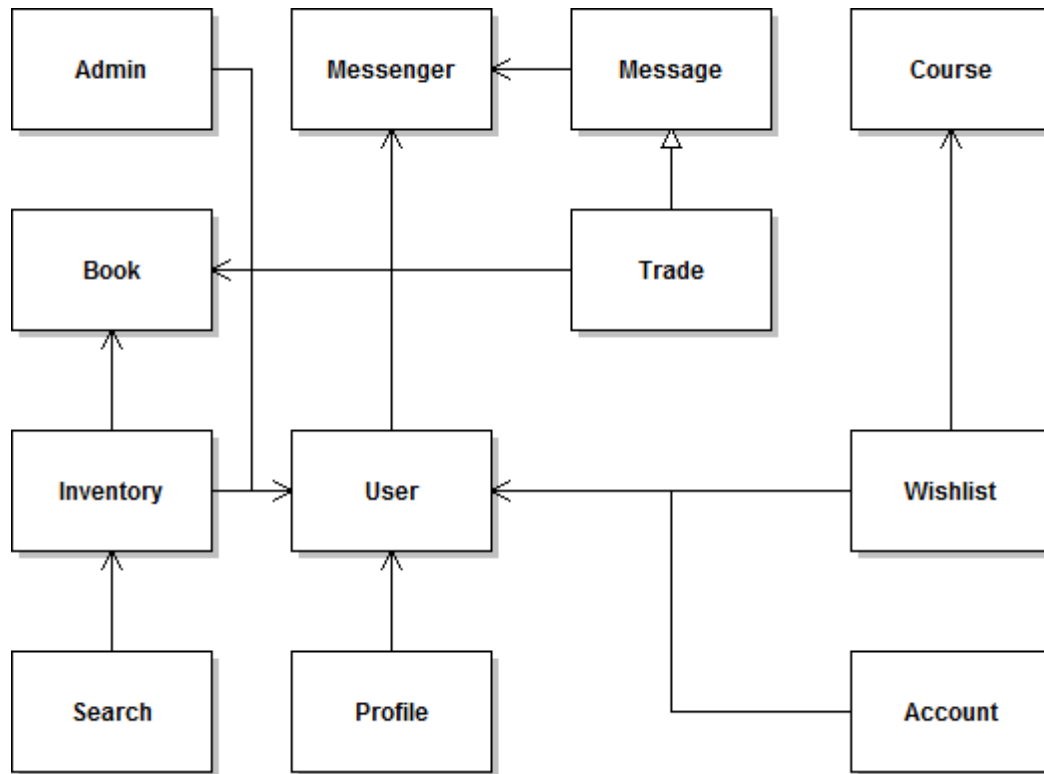 Admin
Messenger
Message
Course
Book
Trade
Inventory
User
Wishlist
Search
Profile
Account